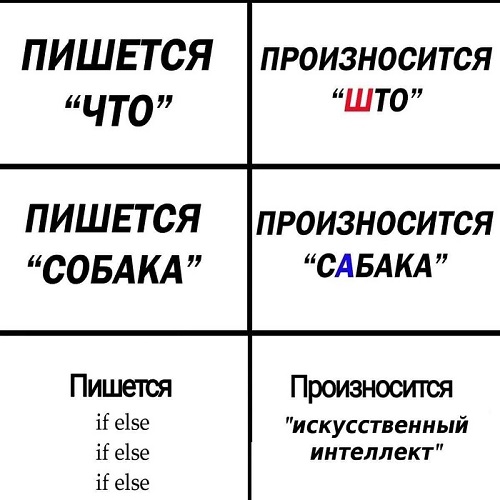 ПИШЕТСЯ
“ЧТО”
ПРОИЗНОСИТСЯ
“ШТО”
ПИШЕТСЯ
“СОБАКА”
ПРОИЗНОСИТСЯ
“САБАКА”
Пишется
if else
if else
if else
Произносится
"искусственный
интеллект"